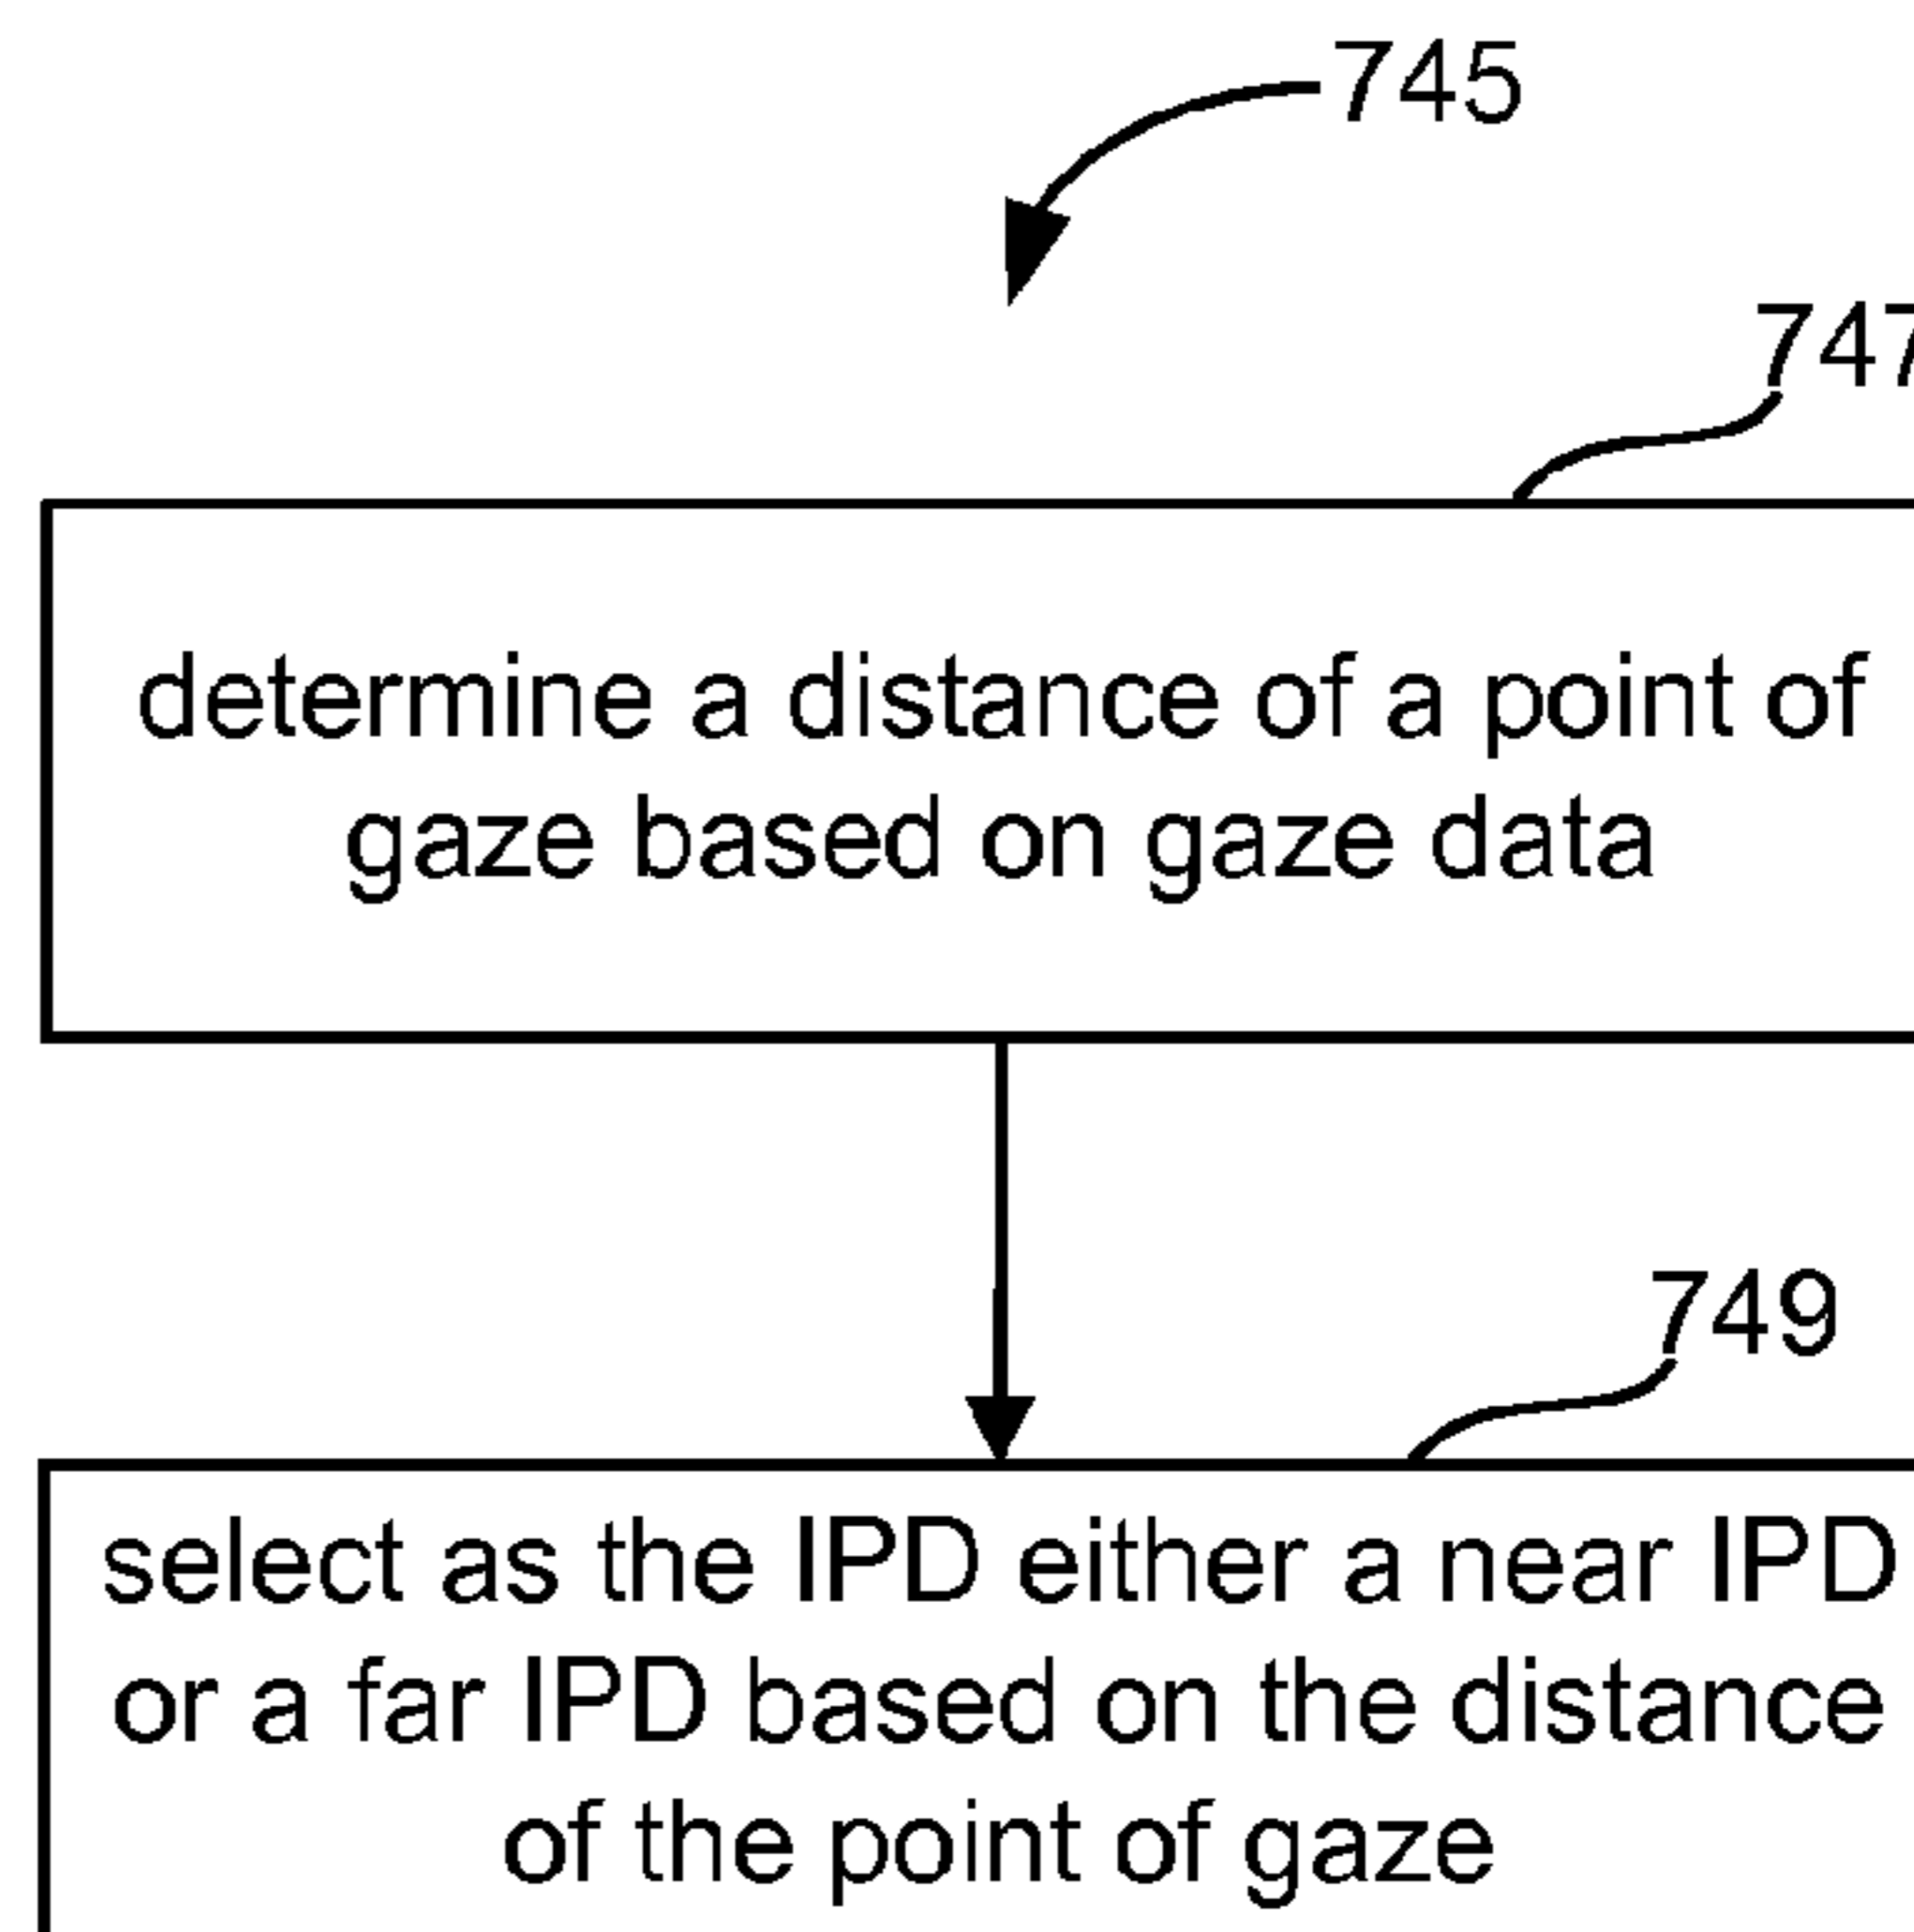 745
747
determine a distance of a point of
gaze based on gaze data
749
select as the IPD either a near IPD
or a far IPD based on the distance
of the point of gaze